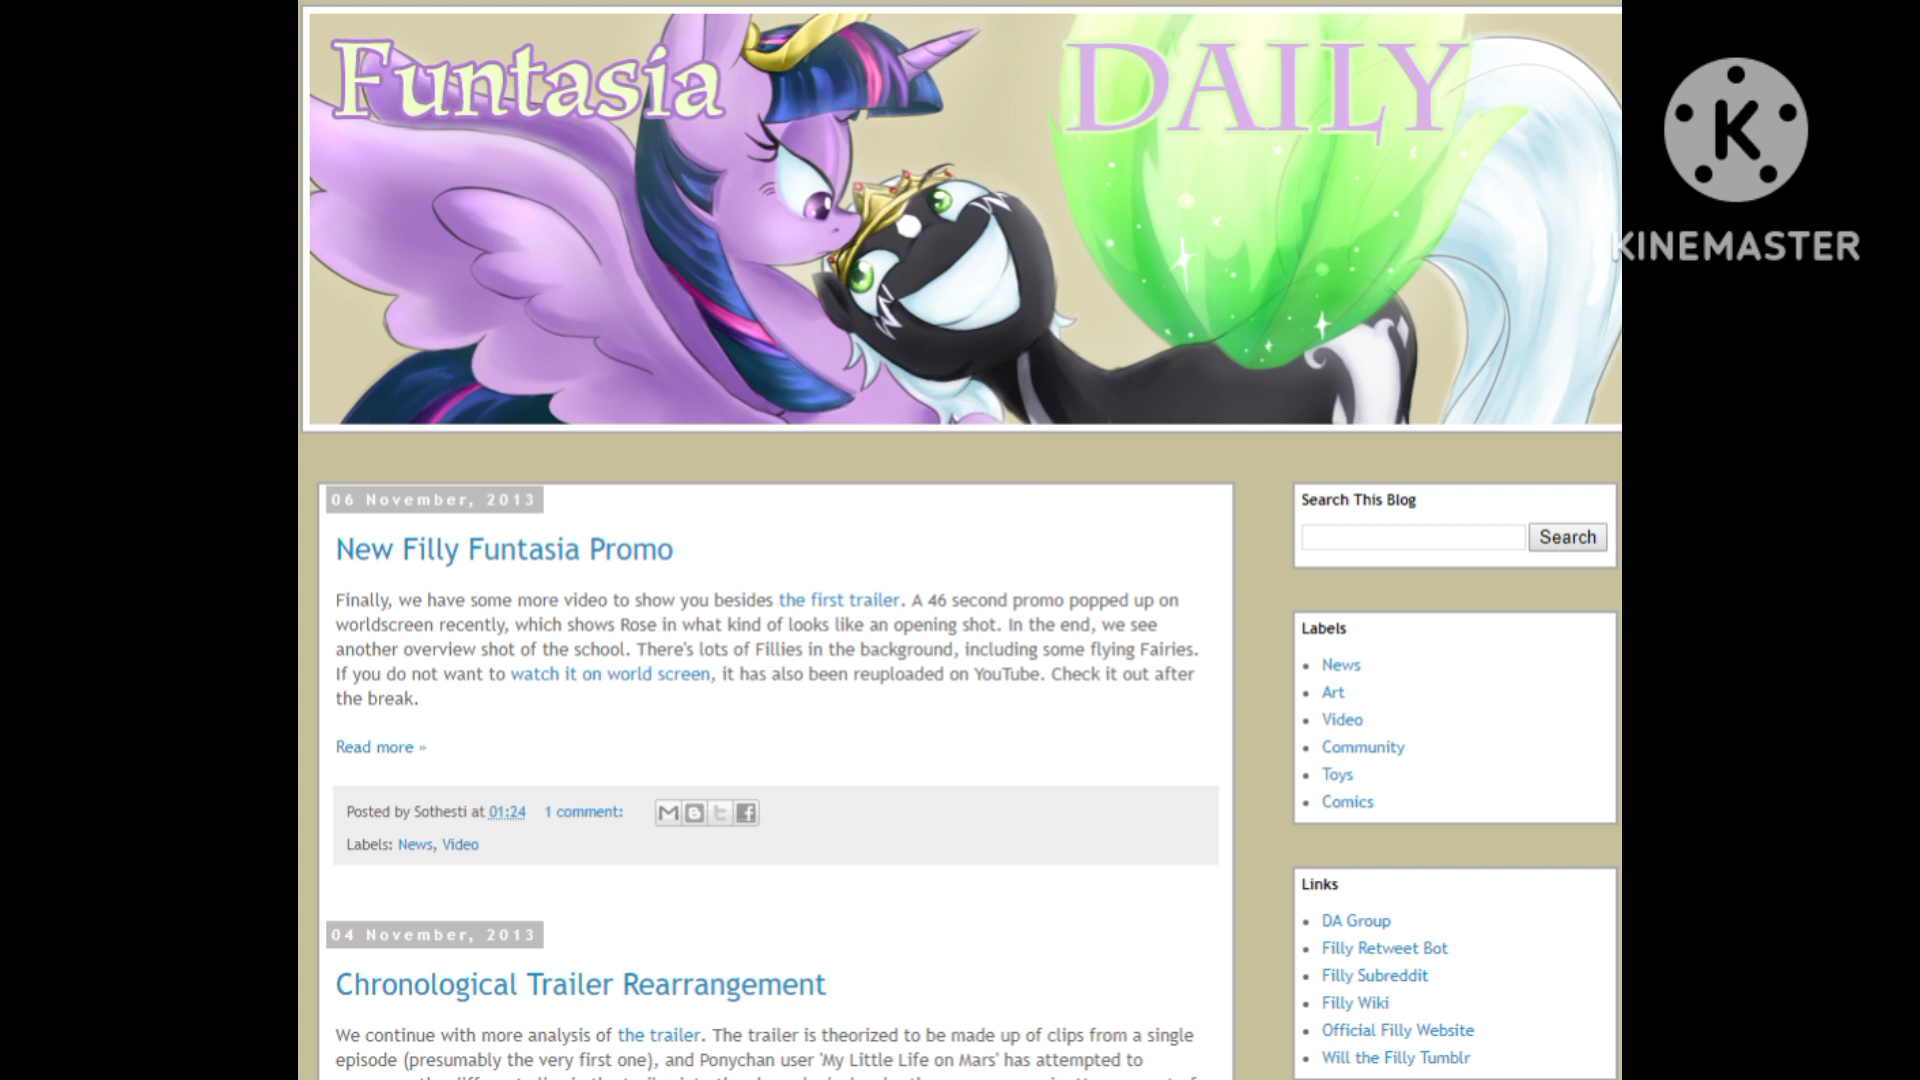 Funtasia DAILY
KINEMASTER
06 November, 2013
New Filly Funtasia Promo
Finally, we have some more video to show you besides the first trailer. A 46 second promo popped up on
worldscreen recently, which shows Rose in what kind of looks like an opening shot. In the end, we see
another overview shot of the school. There's lots of Fillies in the background, including some flying Fairies.
If you do not want to watch it on world screen, it has also been reuploaded on YouTube. Check it out after
the break.
Read more »
Posted by Sothesti at 01:24 1 comment:
Labels: News, Video
04 November, 2013
Chronological Trailer Rearrangement
We continue with more analysis of the trailer. The trailer is theorized to be made up of clips from a single
episode (presumably the very first one), and Ponychan user 'My Little Life on Mars' has attempted to
Search This Blog
Search
Labels
News
Art
Video
Community
Toys
Comics
Links
DA Group
Filly Retweet Bot
Filly Subreddit
Filly Wiki
Official Filly Website
Will the Filly Tumblr